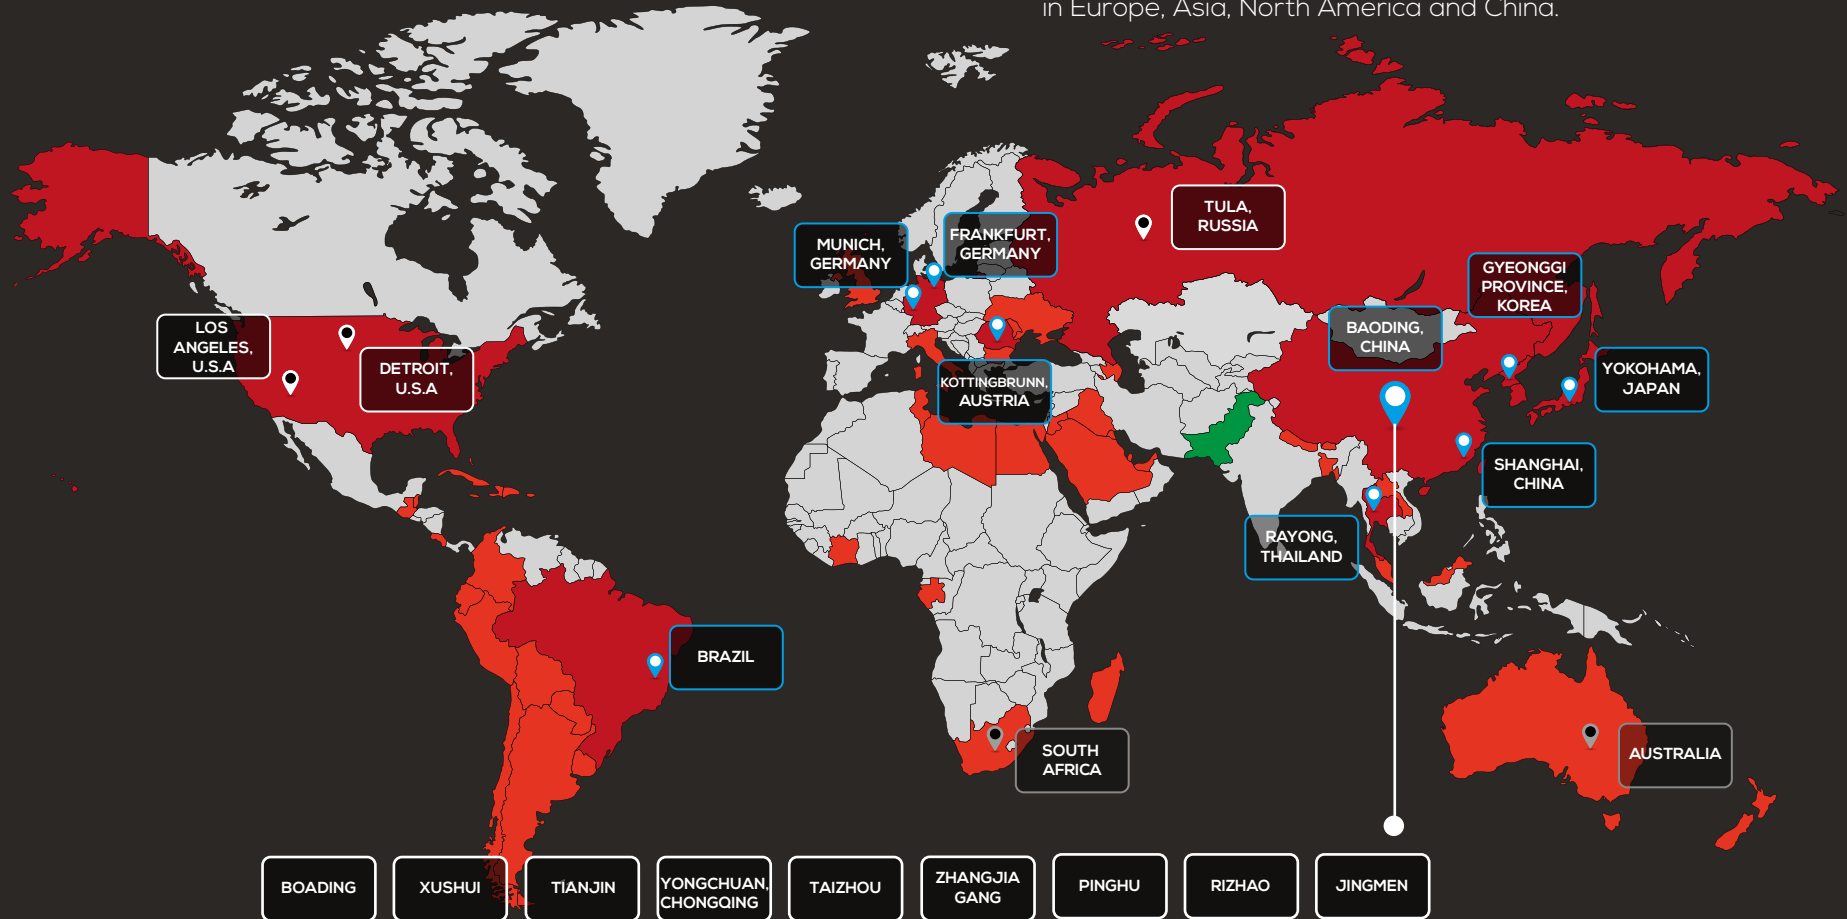 in Europe, Asia, North America and China.
TULA,
RUSSIA
MUNICH,
GERMANY
FRANKFURT,
GERMANY
GYEONGGI
PROVINCE,
KOREA
LOS
ANGELES,
U.S.A
DETROIT,
U.S.A
BAODING,
CHINA
KOTTINGBRUNN,
AUSTRIA
YOKOHAMA,
JAPAN
SHANGHAI,
CHINA
RAYONG,
THAILAND
BRAZIL
SOUTH
AFRICA
AUSTRALIA
BOADING
XUSHUI
TIANJIN
YONGCHUAN,
CHONGQING
TAIZHOU
ZHANGJIA
GANG
PINGHU
RIZHAO
JINGMEN